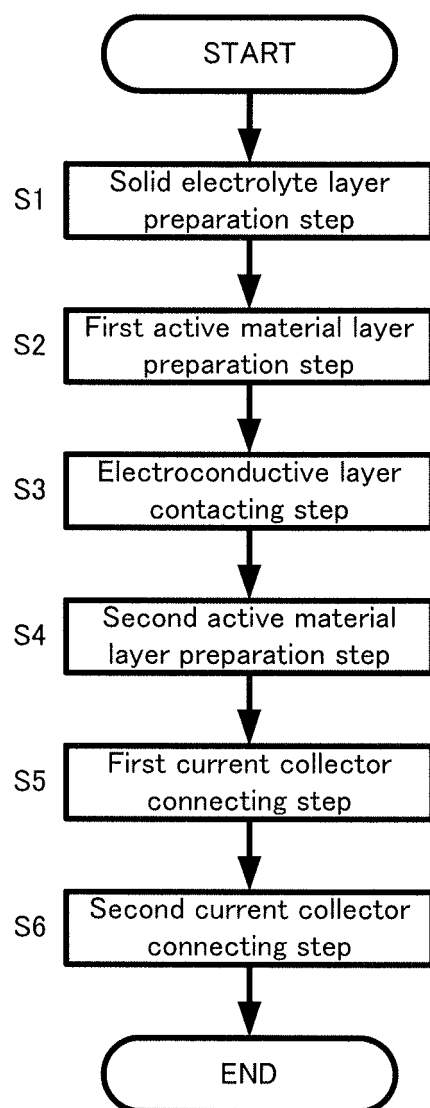 START
S1
Solid electrolyte layer
preparation step
S2
First active material layer
preparation step
S3
Electroconductive layer
contacting step
S4
Second active material
layer preparation step
S5
First current collector
connecting step
S6
Second current collector
connecting step
END